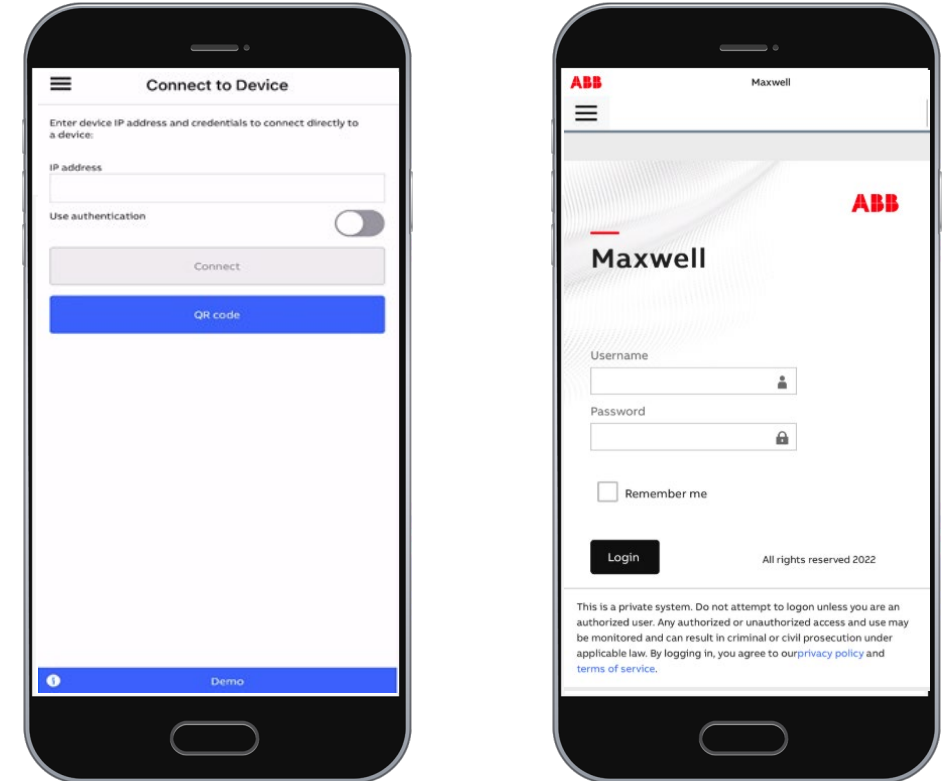 Connect to Device
Enter device IP address and credentials to connect directly to
a device:
IP address
Use authentication
Connect
QR code
Demo
ABB
Maxwell
ABB
Maxwell
Username
Password
Remember me
Login
All rights reserved 2022
This is a private system. Do not attempt to logon unless you are an
authorized user. Any authorized or unauthorized access and use may
be monitored and can result in criminal or civil prosecution under
applicable law. By logging in, you agree to ourprivacy policy and
terms of service.